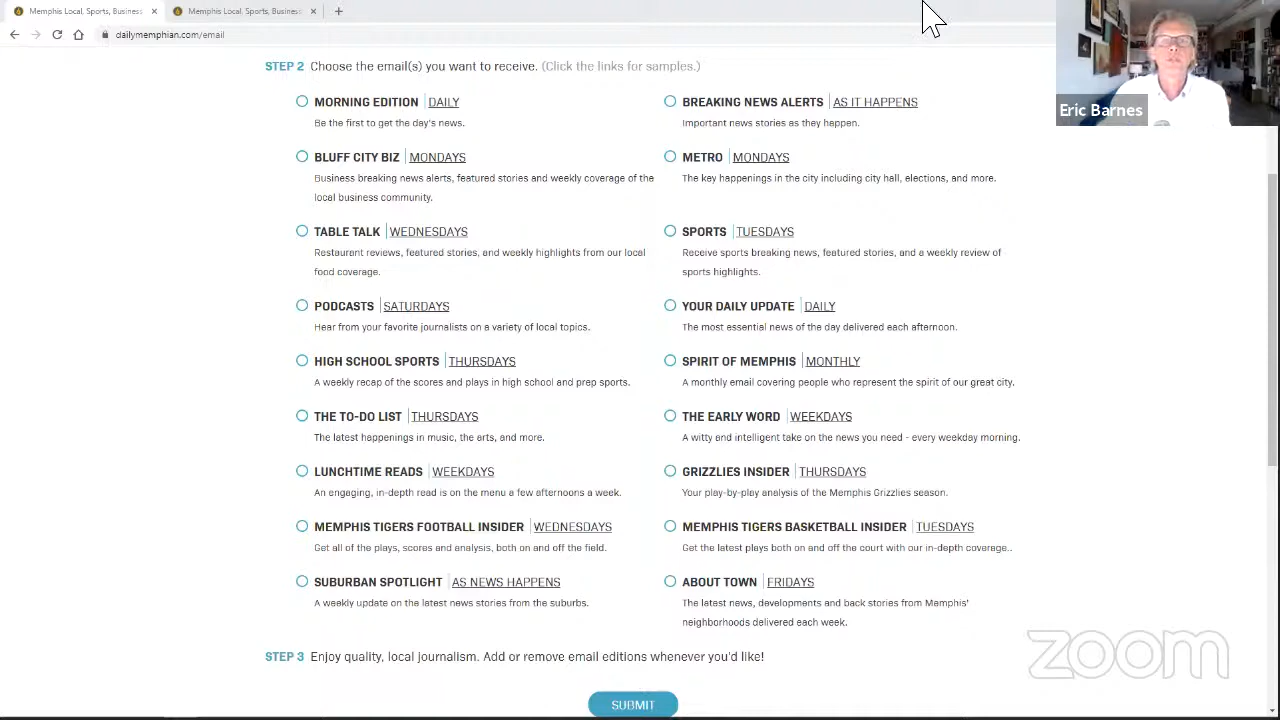 Memphis Local, Sports, Business
Memphis Local, Sports, Busines
dailymemphian.com/email
Eric Barnes
STEP 2 Choose the email(s) you want to receive. (Click the links for samples.)
MORNING EDITION DAILY
Be the first to get the day's news.
BREAKING NEWS ALERTS AS IT HAPPENS
Important news stories as they happen.
BLUFF CITY BIZ MONDAYS
Business breaking news alerts, featured stories and weekly coverage of the
local business community.
METRO MONDAYS
The key happenings in the city including city hall, elections, and more.
TABLE TALK WEDNESDAYS
Restaurant reviews, featured stories, and weekly highlights from our local
food coverage.
SPORTS TUESDAYS
Receive sports breaking news, featured stories, and a weekly review of
sports highlights.
PODCASTS SATURDAYS
Hear from your favorite journalists on a variety of local topics.
YOUR DAILY UPDATE DAILY
The most essential news of the day delivered each afternoon.
HIGH SCHOOL SPORTS THURSDAYS
A weekly recap of the scores and plays in high school and prep sports.
SPIRIT OF MEMPHIS MONTHLY
A monthly email covering people who represent the spirit of our great city.
THE TO-DO LIST THURSDAYS
The latest happenings in music, the arts, and more.
THE EARLY WORD WEEKDAYS
A witty and intelligent take on the news you need - every weekday morning.
LUNCHTIME READS WEEKDAYS
An engaging, in-depth read is on the menu a few afternoons a week.
GRIZZLIES INSIDER THURSDAYS
Your play-by-play analysis of the Memphis Grizzlies season.
MEMPHIS TIGERS FOOTBALL INSIDER WEDNESDAYS
Get all of the plays, scores and analysis, both on and off the field.
MEMPHIS TIGERS BASKETBALL INSIDER TUESDAYS
Get the latest plays both on and off the court with our in-depth coverage..
SUBURBAN SPOTLIGHT AS NEWS HAPPENS
A weekly update on the latest news stories from the suburbs.
ABOUT TOWN FRIDAYS
The latest news, developments and back stories from Memphis'
neighborhoods delivered each week.
STEP 3 Enjoy quality, local journalism. Add or remove email editions whenever you'd like!
SUBMIT
zoom